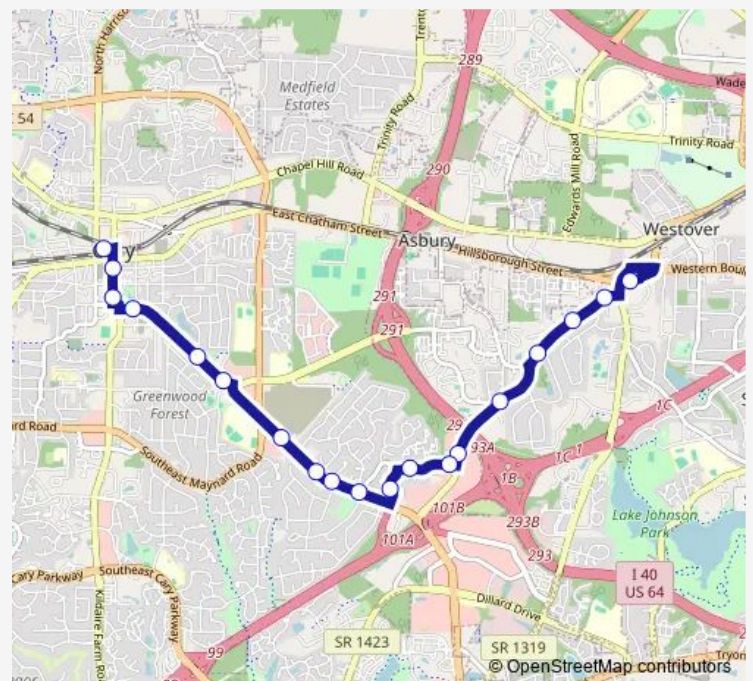 North Harriso
Medfield
Estates
Trinity Road
289
Wade
54
Trinity Road
Chapel Hill Road
290
Edwards Mill Road
East Chatham Street
Westover
Asbury
Hillsborough Street
y
Western Boul
291
291
Greenwood
Forest
ard Road
Southeast Maynard Road
29
93A
1C
1
1C
1B
101B
293B
101A
Lake Johnson
Park
293
Cary Parkway
Southeast Cary
Parkway
I 40
US 64
Kildaire Farm Roa
Dillard Drive
99
SR 1423
SR 1319
Tryon
© OpenStreetMap contributors